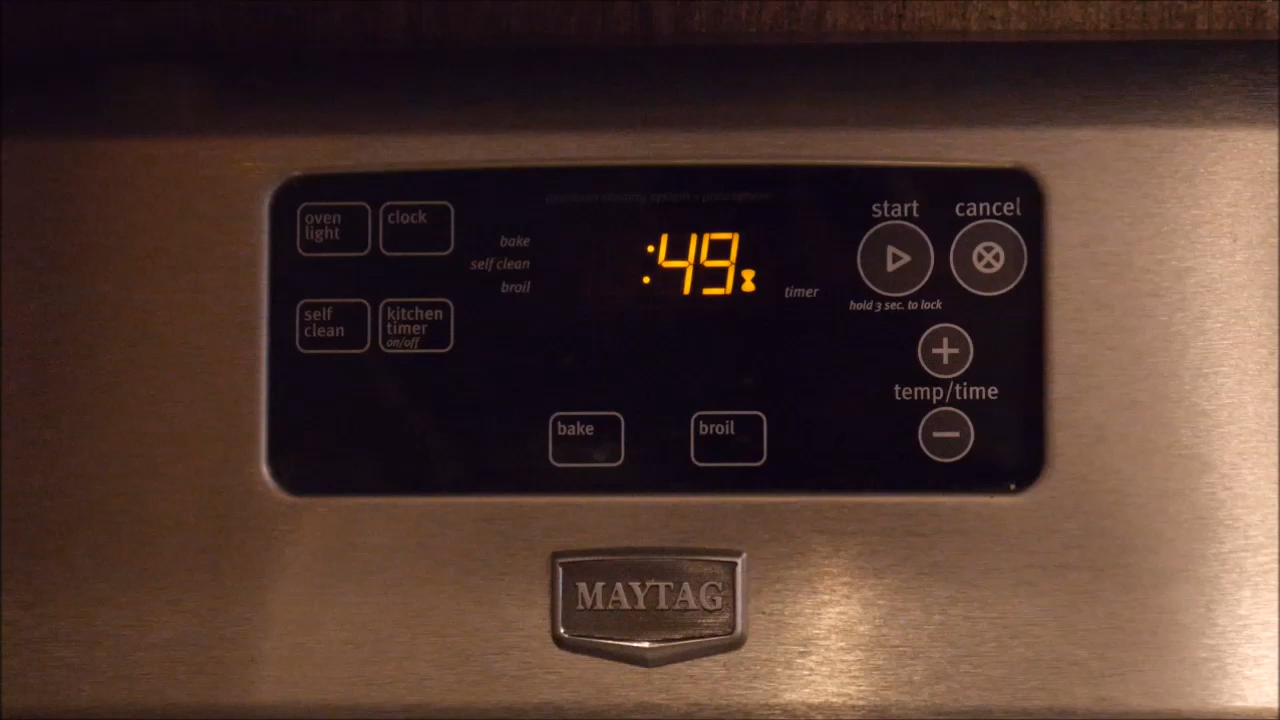 oven
light
clock
bake
self clean
broil
:49
timer
start
cancel
hold 3 sec. to lock
self
clean
kitchen
timer
on/off
temp/time
bake
broil
MAYTAG